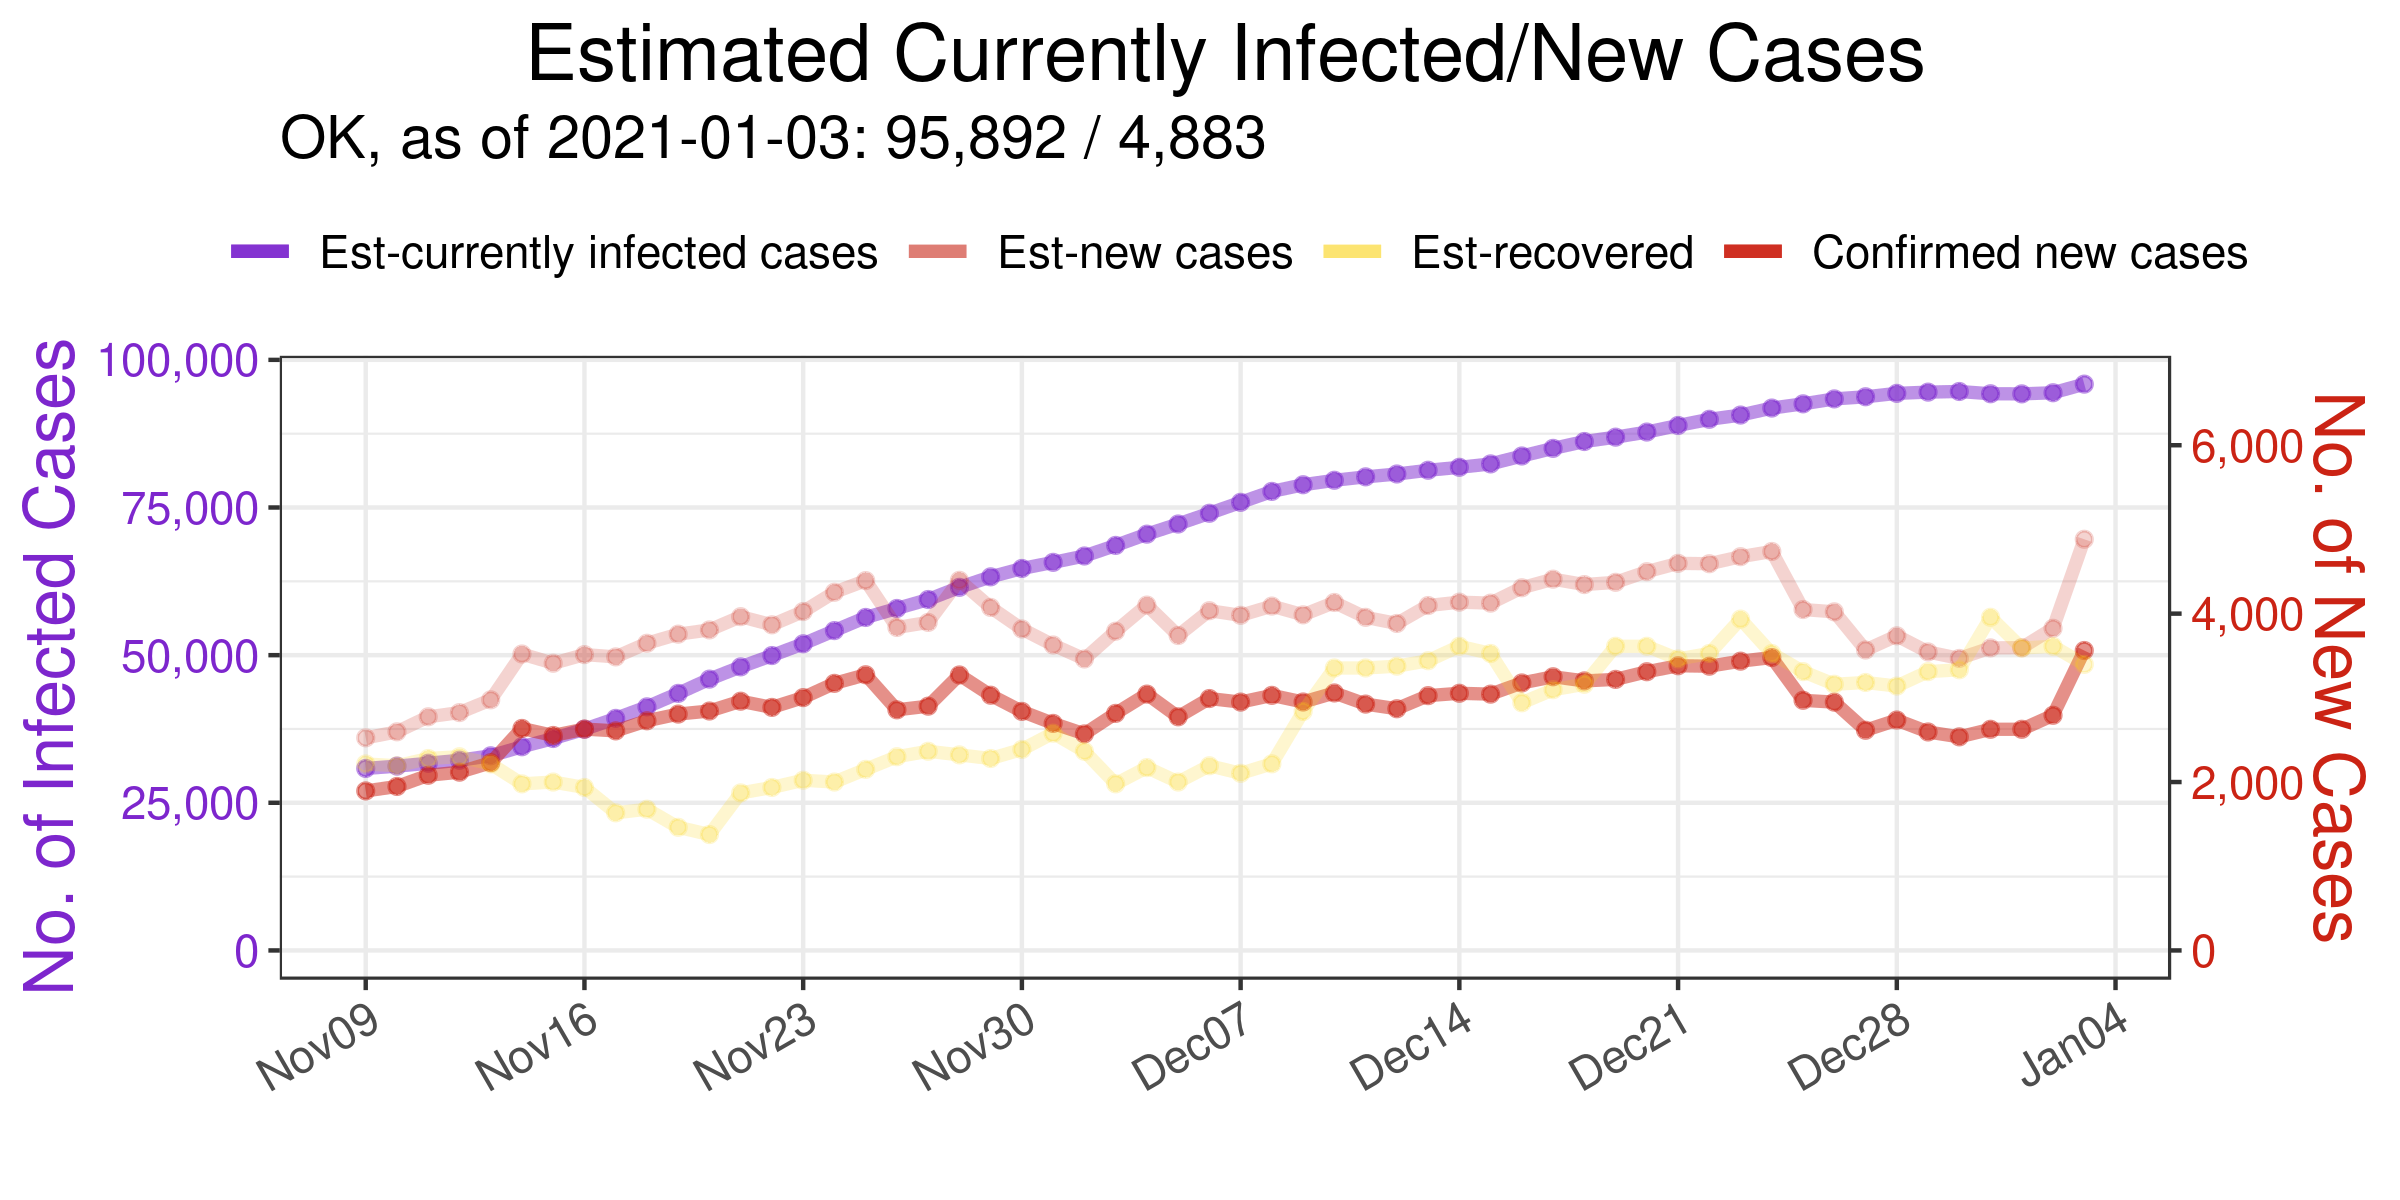 Estimated Currently Infected/New Cases
OK, as of 2021-01-03: 95,892 / 4,883
Est-currently infected cases Est-new cases Est-recovered Confirmed new cases
No. of Infected Cases
100,000
75,000
50,000
25,000
0
6,000
4,000
2,000
0
No. of New Cases
Nov09 Nov16 Nov23 Nov30 Dec07 Dec14 Dec21 Dec28 Jan04